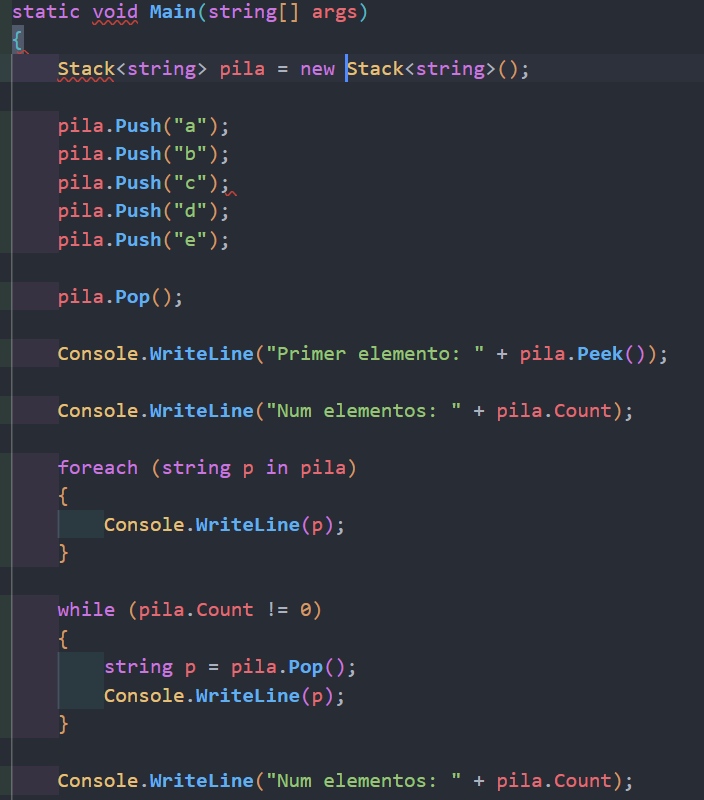 static void Main(string[] args)
{
Stack<string> pila = new Stack<string>();
pila.Push("a");
pila.Push("b");
pila.Push("c");
pila.Push("d");
pila.Push("e");
pila.Pop();
Console.WriteLine("Primer elemento: " + pila.Peek());
Console.WriteLine("Num elementos: " + pila.Count);
foreach (string p in pila)
{
Console.WriteLine(p);
}
while (pila.Count != 0)
{
string p = pila.Pop();
Console.WriteLine(p);
}
Console.WriteLine("Num elementos: " + pila.Count);